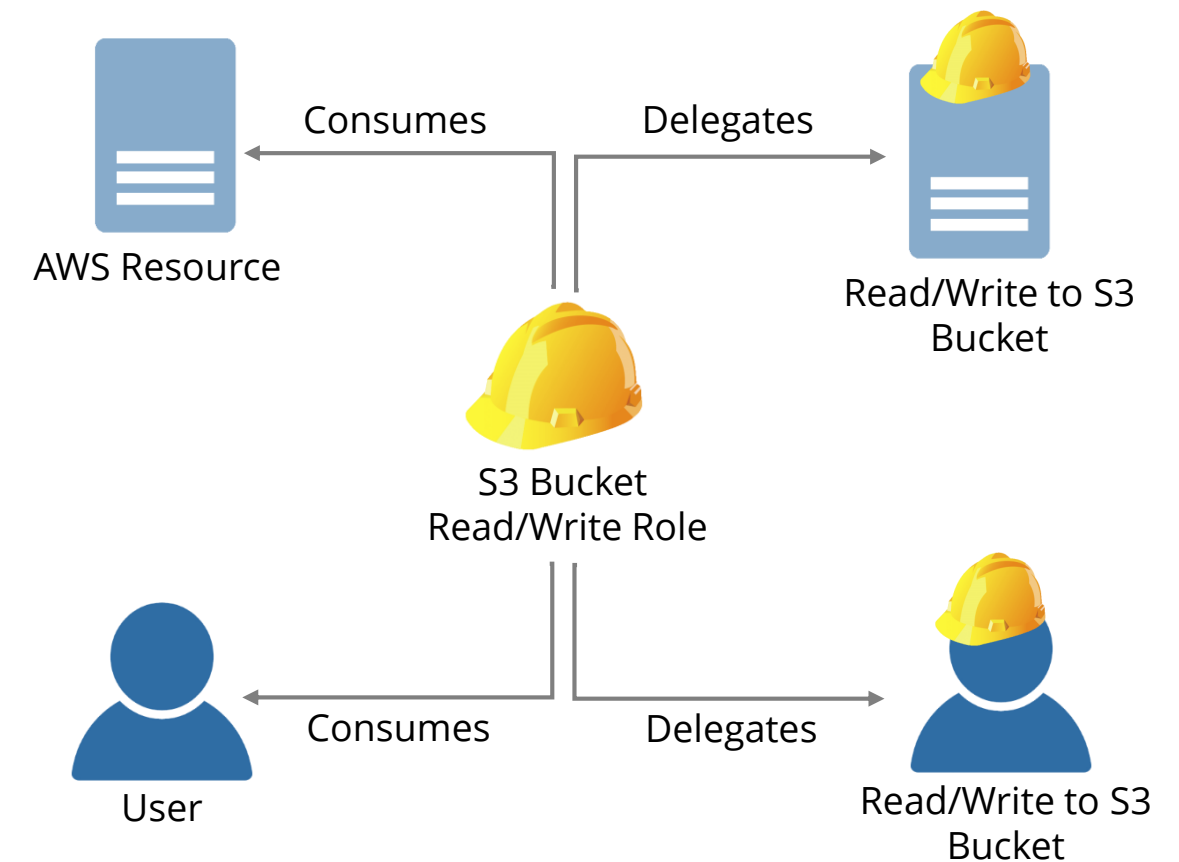 Consumes
Delegates
AWS Resource
Read/Write to S3
Bucket
S3 Bucket
Read/Write Role
Consumes
Delegates
User
Read/Write to S3
Bucket